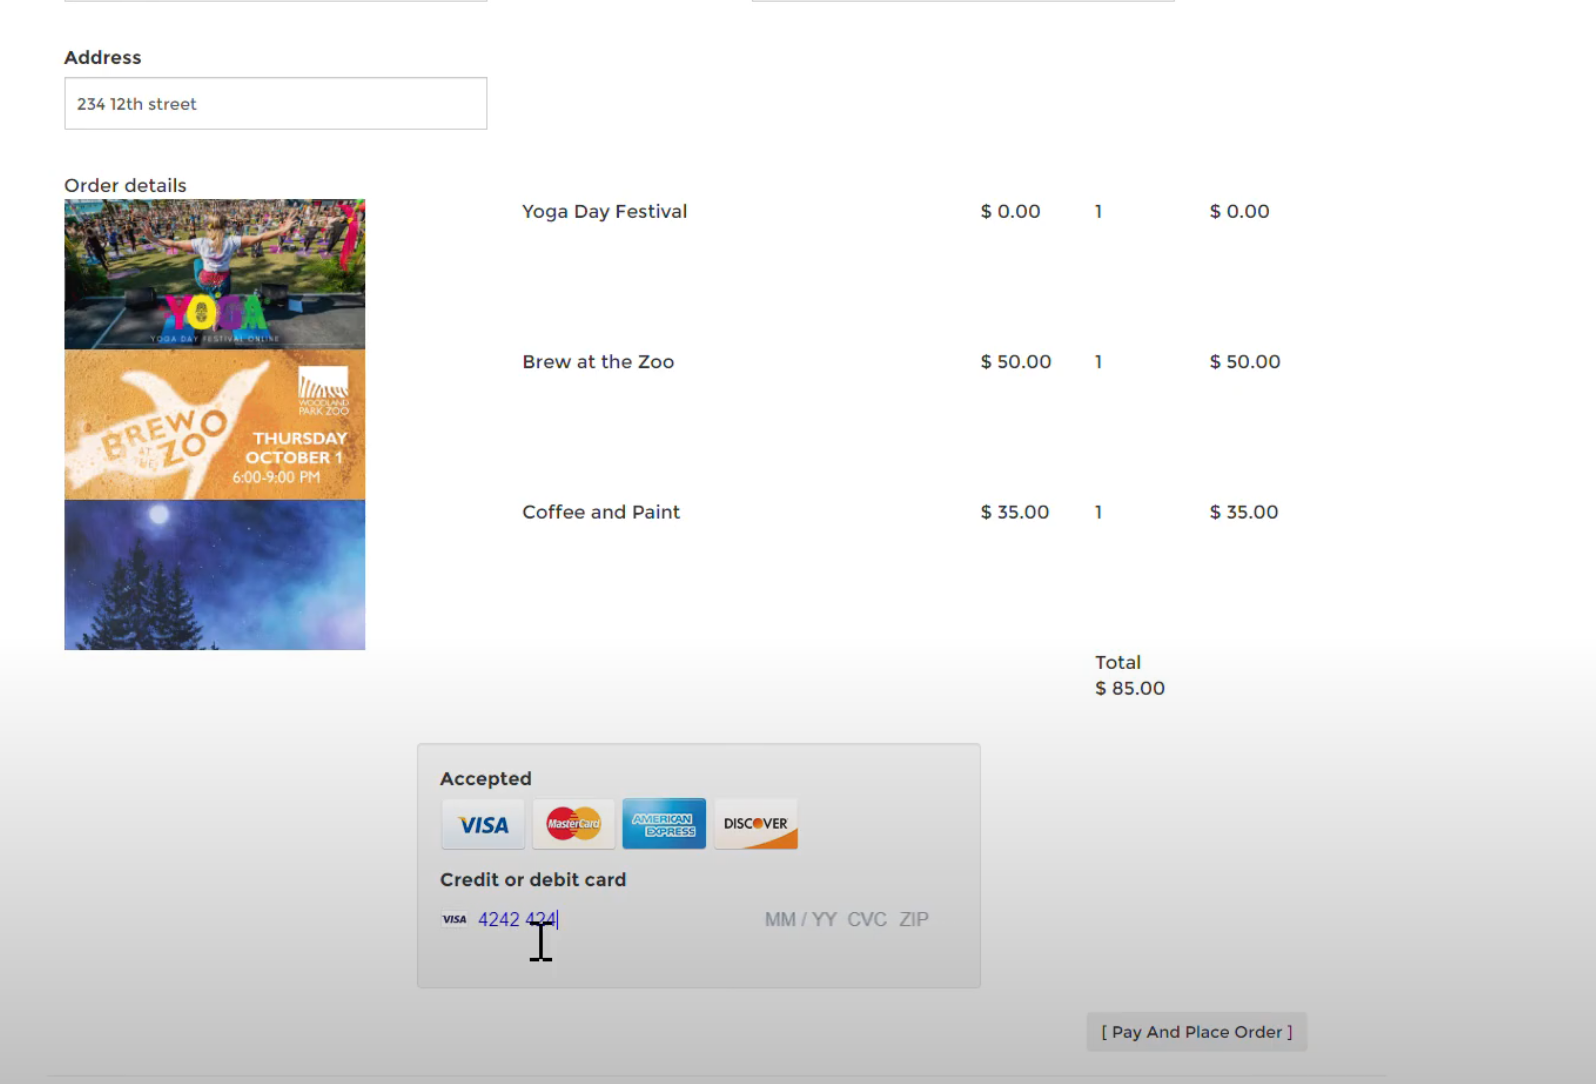 Address
234 12th street
Order details
Yoga Day Festival $ 0.00 1 $ 0.00
YOGA
YOGA DAY FESTIVAL ONLINE
Brew at the Zoo $ 50.00 1 $ 50.00
WOODLAND
PARK ZOO
BREW
AT THE
ZOO
THURSDAY
OCTOBER 1
6:00-9:00 PM
Coffee and Paint $ 35.00 1 $ 35.00
Total
$ 85.00
Accepted
VISA MasterCard AMERICAN EXPRESS DISCOVER
Credit or debit card
VISA 4242 424 MM / YY CVC ZIP
[ Pay And Place Order ]